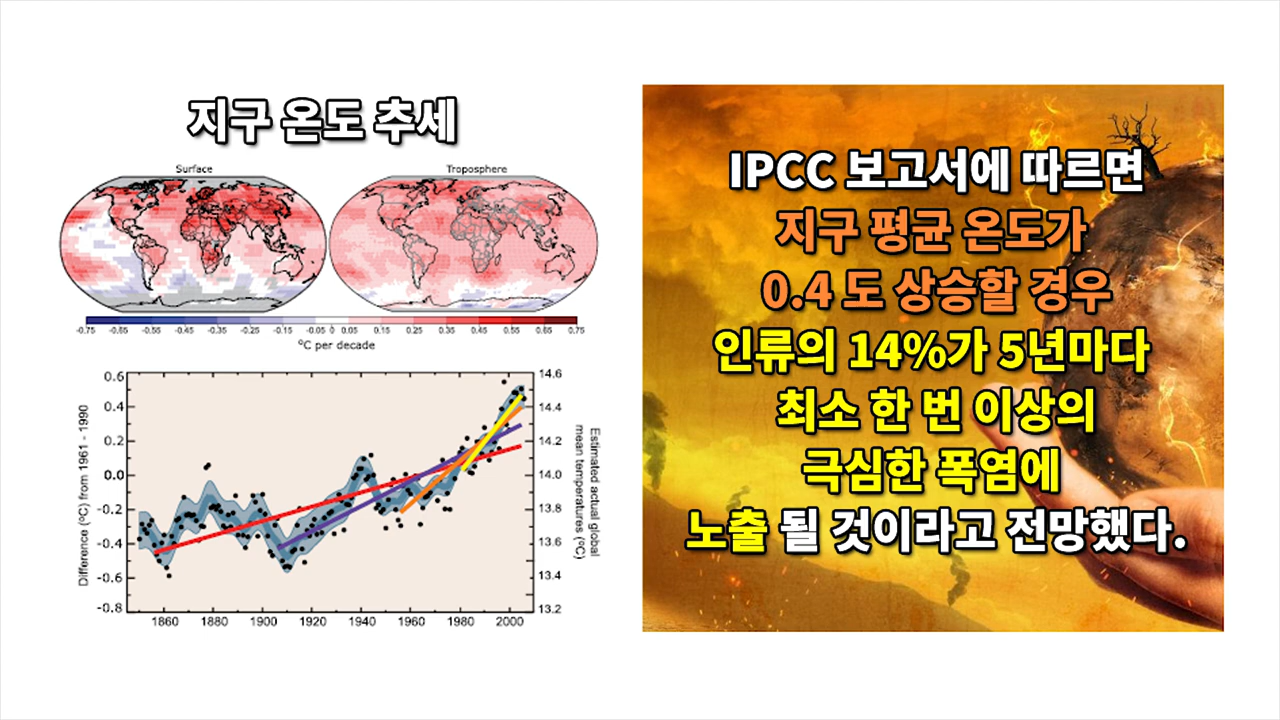 지구 온도 추세
Surface
Troposphere
-0.75 -0.65 -0.55 -0.45 -0.35 -0.25 -0.15 -0.05 0 0.05 0.15 0.25 0.35 0.45 0.55 0.65 0.75
ºC per decade
Difference (ºC) from 1961 - 1990
0.6
0.4
0.2
0.0
-0.2
-0.4
-0.6
-0.8
1860 1880 1900 1920 1940 1960 1980 2000
14.6
14.4
14.2
14.0
13.8
13.6
13.4
13.2
Estimated actual global
mean temperatures (ºC)
IPCC 보고서에 따르면
지구 평균 온도가
0.4 도 상승할 경우
인류의 14%가 5년마다
최소 한 번 이상의
극심한 폭염에
노출 될 것이라고 전망했다.